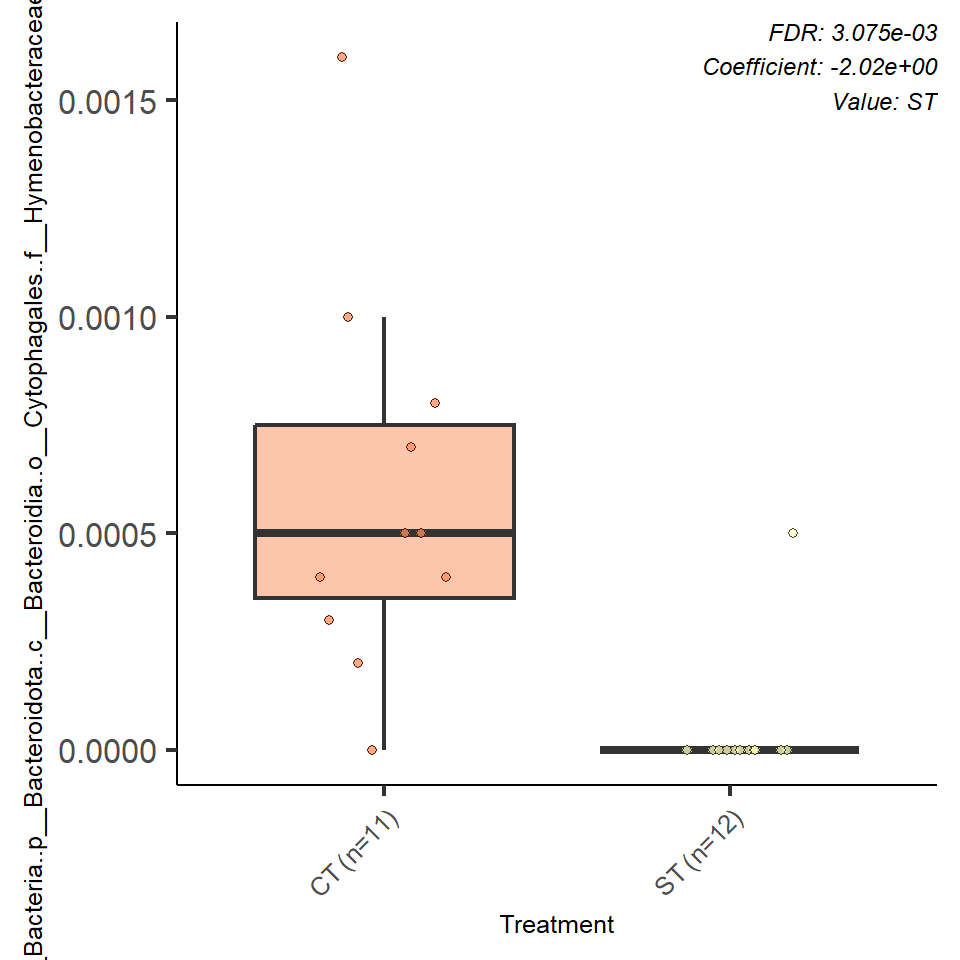 FDR: 3.075e-03
Coefficient: -2.02e+00
Value: ST
_Bacteria..p__Bacteroidota..c__Bacteroidia..o__Cytophagales..f__Hymenobacteraceae
0.0015
0.0010
0.0005
0.0000
CT (n=11)
ST (n=12)
Treatment